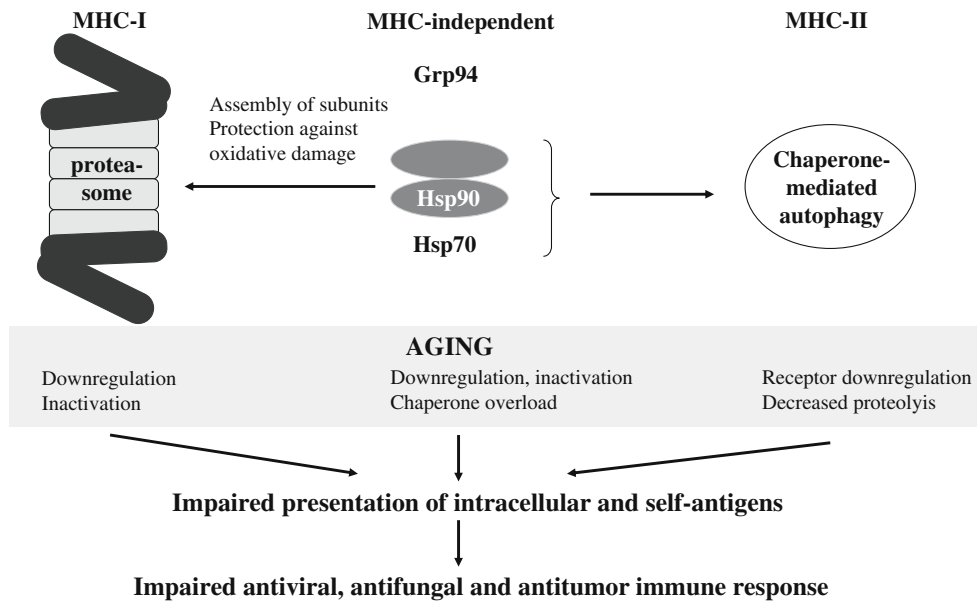 MHC-I
MHC-independent
MHC-II
Grp94
Assembly of subunits
Protection against
oxidative damage
protea-
some
Hsp90
Hsp70
Chaperone-
mediated
autophagy
AGING
Downregulation
Inactivation
Downregulation, inactivation
Chaperone overload
Receptor downregulation
Decreased proteolyis
Impaired presentation of intracellular and self-antigens
Impaired antiviral, antifungal and antitumor immune response